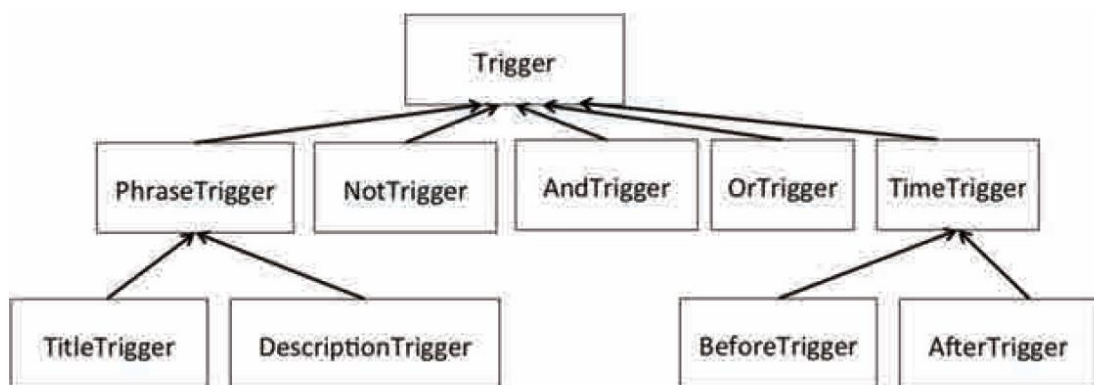 Trigger
PhraseTrigger
NotTrigger
AndTrigger
OrTrigger
TimeTrigger
TitleTrigger
DescriptionTrigger
BeforeTrigger
AfterTrigger